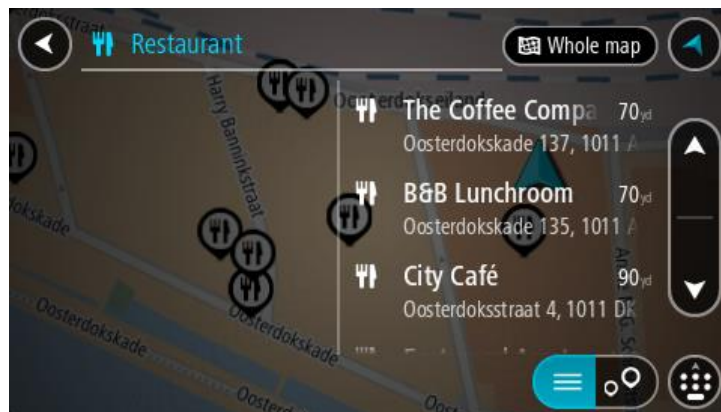 Restaurant
Whole map
The Coffee Compa 70yd
Oosterdokskade 137, 1011 A
B&B Lunchroom 70yd
Oosterdokskade 135, 1011 A
City Café 90yd
Oosterdoksstraat 4, 1011 DK
Harry Banninkstraat
Oosterdokseiland
Oosterdokskade
Oosterdokskade